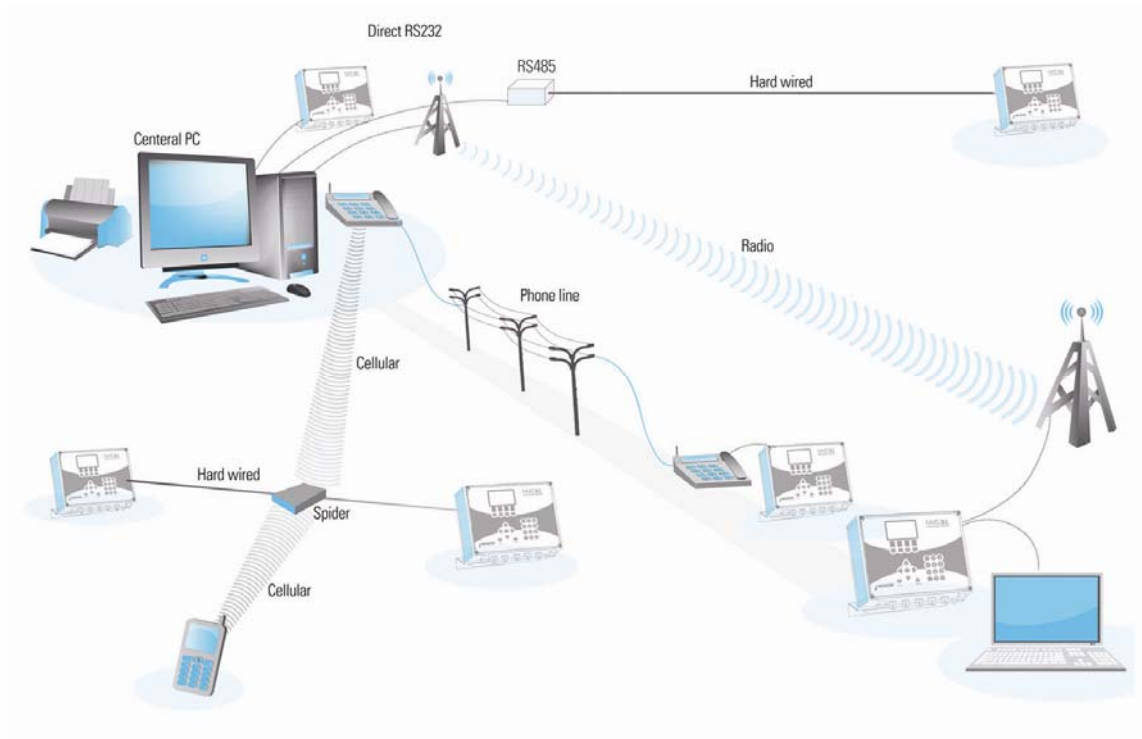 Direct RS232
RS485
Hard wired
Centeral PC
Radio
Phone line
Cellular
Hard wired
Spider
Cellular